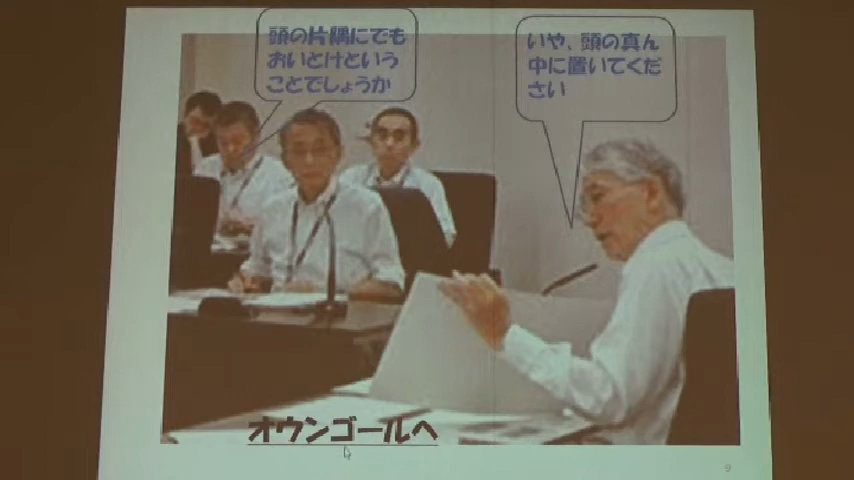 頭の片隅にでも
おいとけという
ことでしょうか
いや、頭の真ん
中に置いてくだ
さい
オウンゴールへ
9